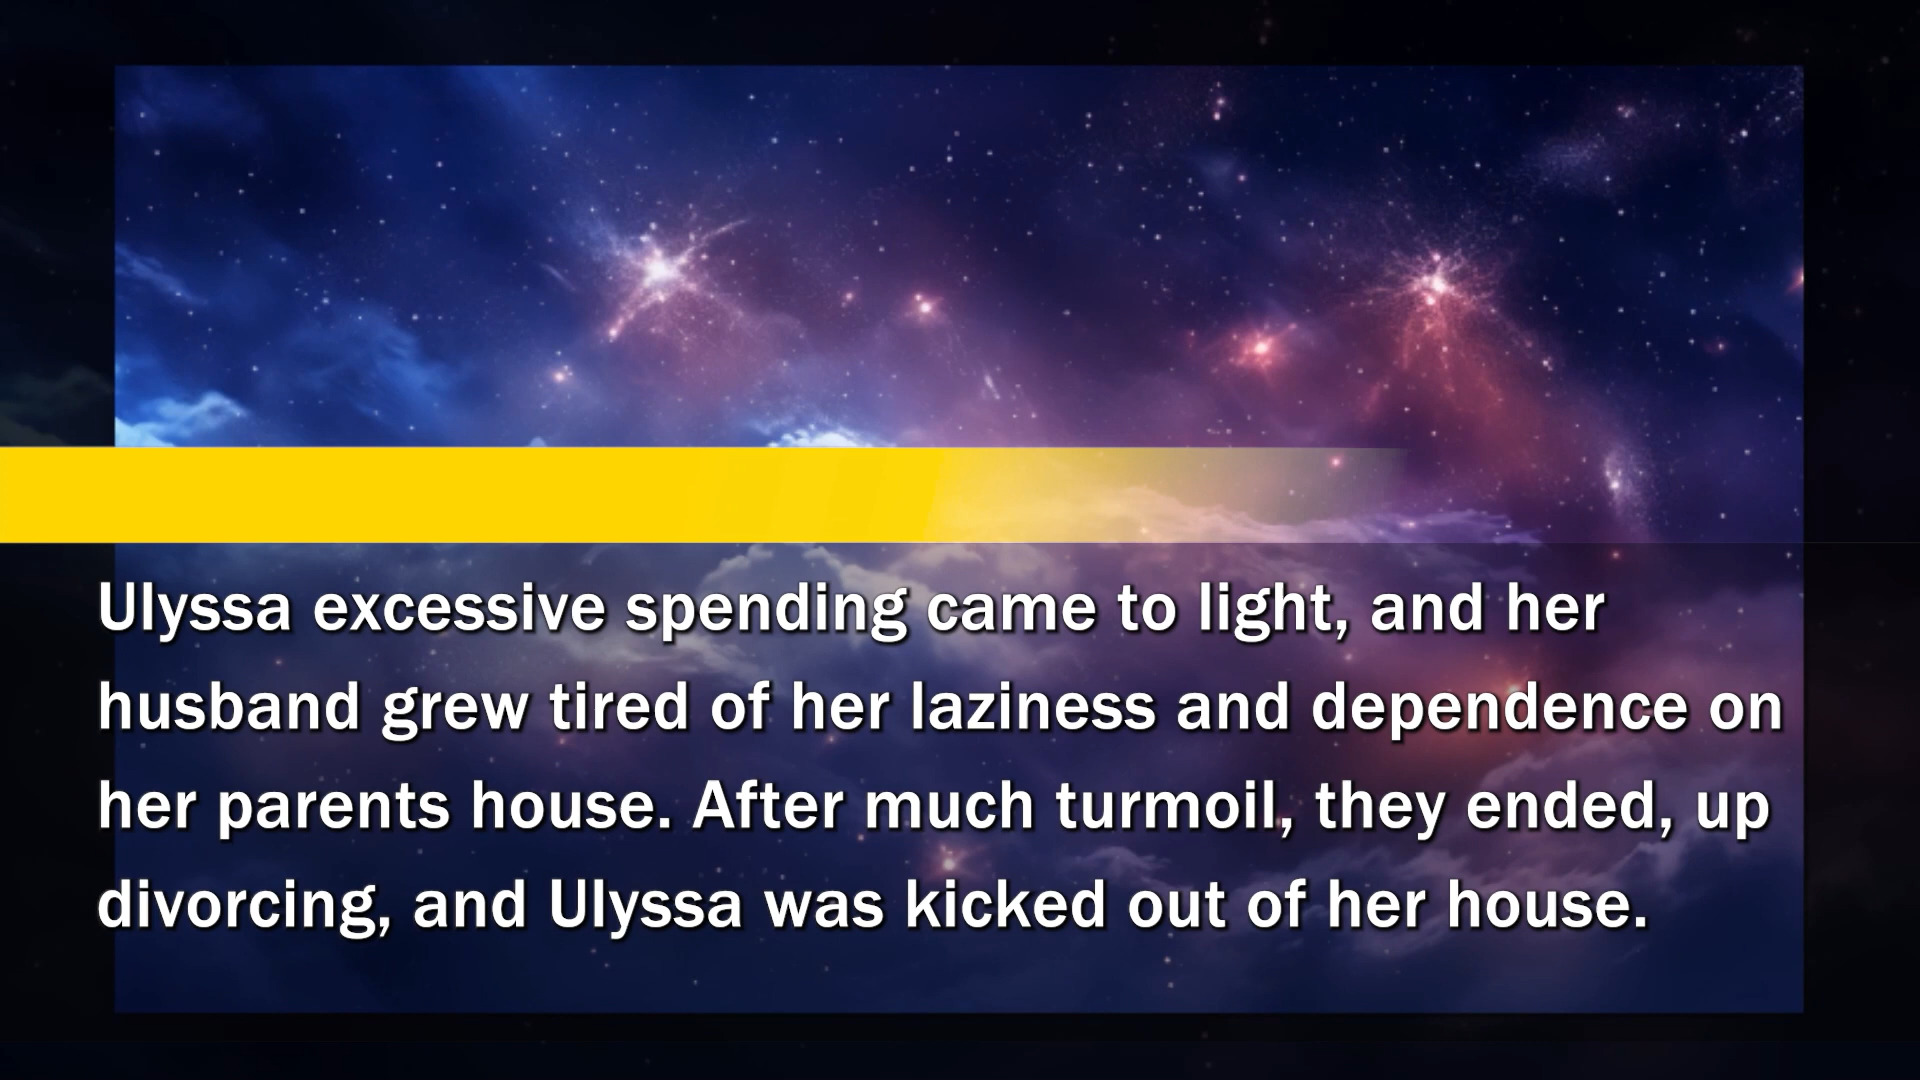 Ulyssa excessive spending came to light, and her
husband grew tired of her laziness and dependence on
her parents house. After much turmoil, they ended, up
divorcing, and Ulyssa was kicked out of her house.